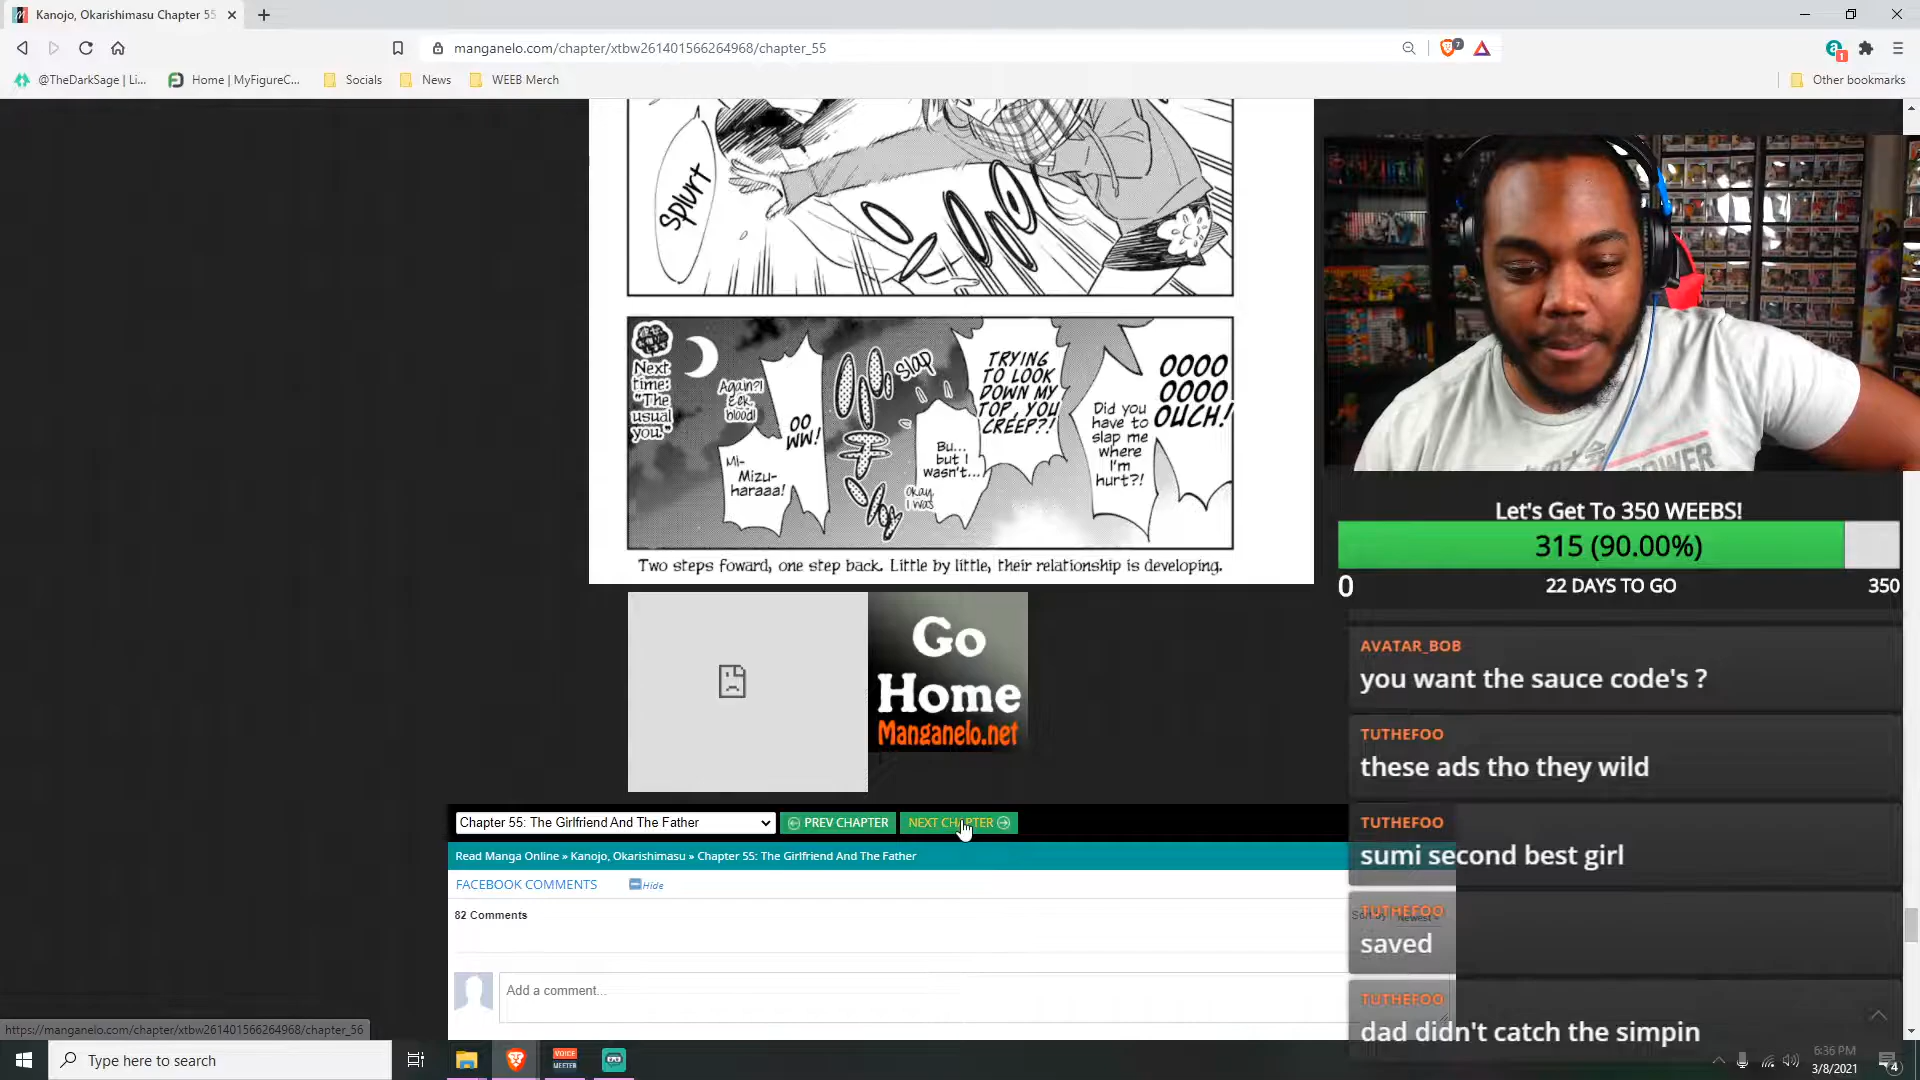 Kanojo, Okarishimasu Chapter 55
manganelo.com/chapter/xtbw261401566264968/chapter_55
7
1
@TheDarkSage | Li...
Home | MyFigureC...
Socials
News
WEEB Merch
Other bookmarks
Splurt
OOOO
OOOO
OUCH!
Did you
have to
slap me
where
I'm
hurt?!
TRYING
TO LOOK
DOWN MY
TOP, YOU
CREEP?!
Slap
Bu...
but I
wasn't...
Okay,
I was
OO
WW!
Again?!
Eek,
blood!
Mi-
Mizu-
haraaa!
Next
time:
"The
usual
you."
Two steps foward, one step back. Little by little, their relationship is developing.
Go
Home
Manganelo.net
Chapter 55: The Girlfriend And The Father
PREV CHAPTER
NEXT CHAPTER
Read Manga Online » Kanojo, Okarishimasu » Chapter 55: The Girlfriend And The Father
FACEBOOK COMMENTS
Hide
82 Comments
Sort by
Newest
Add a comment...
https://manganelo.com/chapter/xtbw261401566264968/chapter_56
Let's Get To 350 WEEBS!
315 (90.00%)
0
22 DAYS TO GO
350
AVATAR_BOB
you want the sauce code's ?
TUTHEFOO
these ads tho they wild
TUTHEFOO
sumi second best girl
TUTHEFOO
saved
TUTHEFOO
dad didn't catch the simpin
Type here to search
VOICE
MEETER
6:36 PM
3/8/2021
4